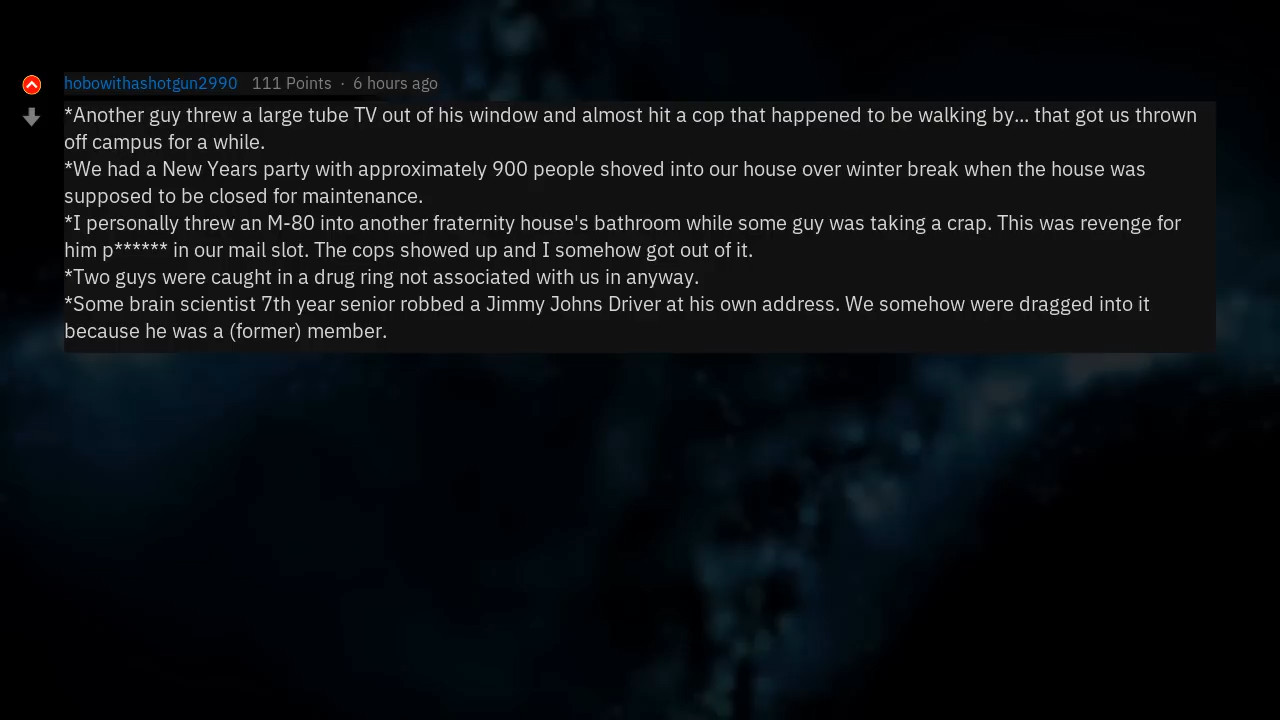 hobowithashotgun2990 111 Points · 6 hours ago
*Another guy threw a large tube TV out of his window and almost hit a cop that happened to be walking by... that got us thrown
off campus for a while.
*We had a New Years party with approximately 900 people shoved into our house over winter break when the house was
supposed to be closed for maintenance.
*I personally threw an M-80 into another fraternity house's bathroom while some guy was taking a crap. This was revenge for
him p****** in our mail slot. The cops showed up and I somehow got out of it.
*Two guys were caught in a drug ring not associated with us in anyway.
*Some brain scientist 7th year senior robbed a Jimmy Johns Driver at his own address. We somehow were dragged into it
because he was a (former) member.